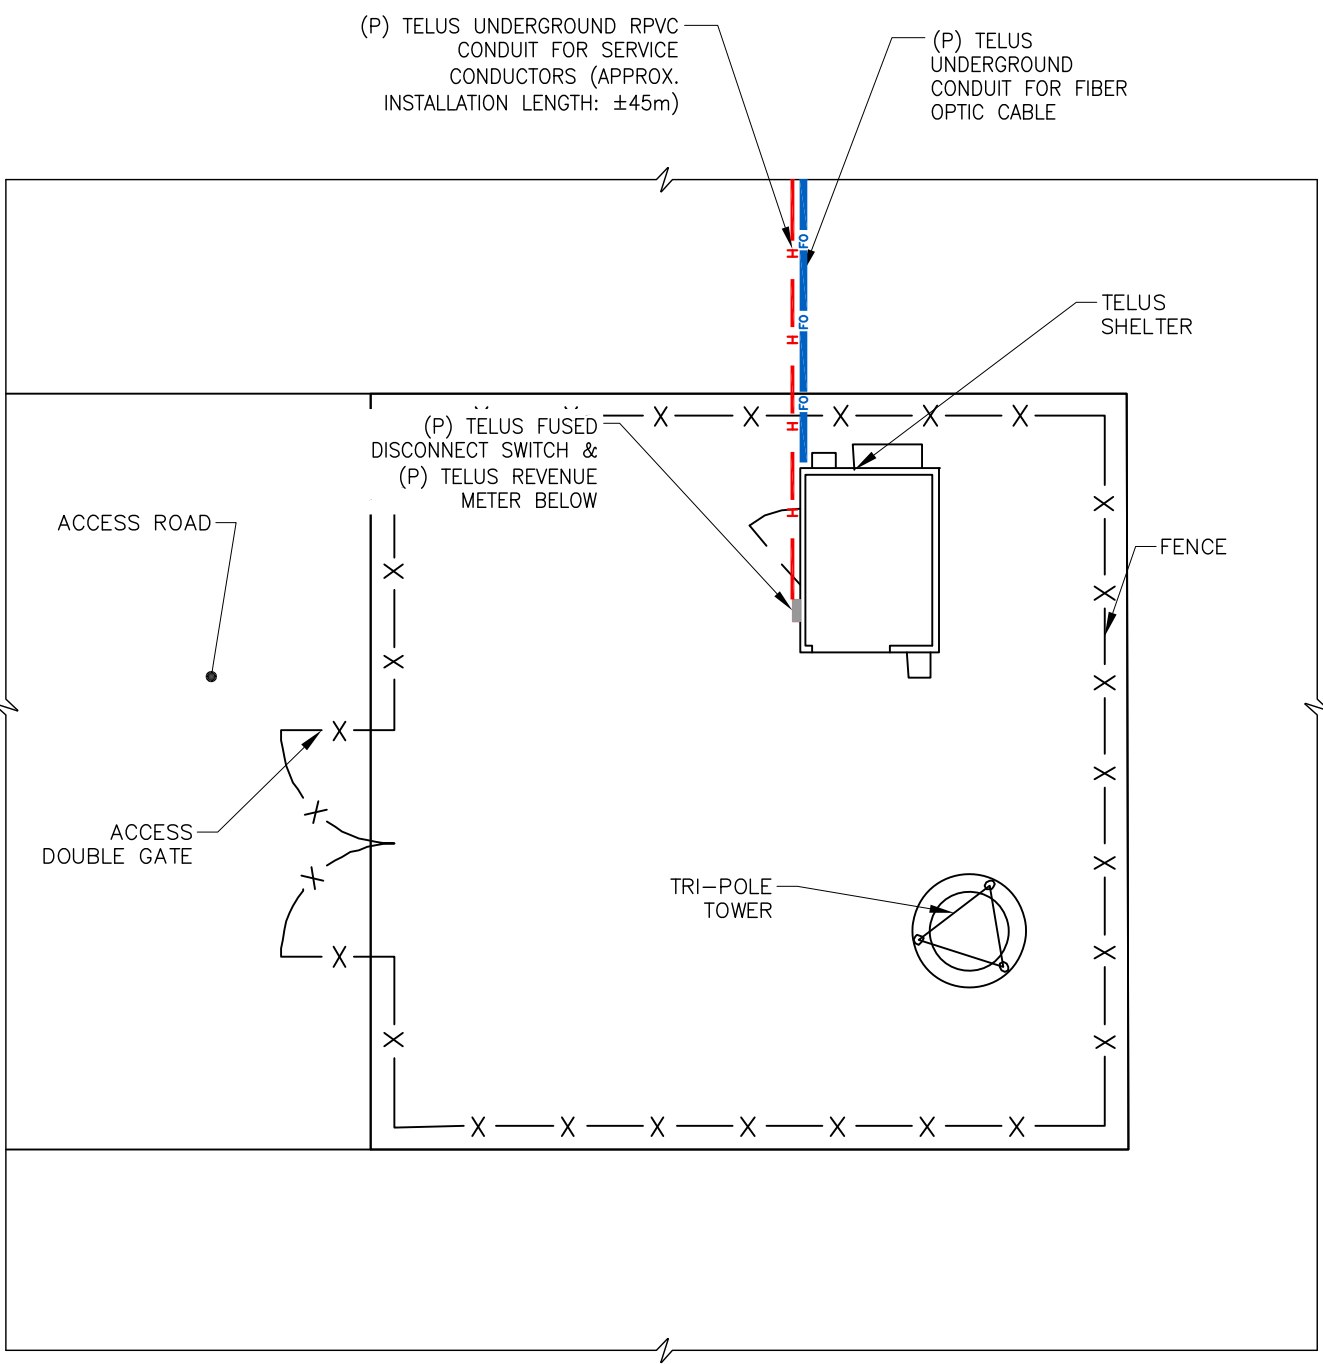 (P) TELUS UNDERGROUND RPVC
CONDUIT FOR SERVICE
CONDUCTORS (APPROX.
INSTALLATION LENGTH: ±45m)
(P) TELUS
UNDERGROUND
CONDUIT FOR FIBER
OPTIC CABLE
H
FO
H
FO
H
FO
H
TELUS
SHELTER
(P) TELUS FUSED
DISCONNECT SWITCH &
(P) TELUS REVENUE
METER BELOW
ACCESS ROAD
FENCE
ACCESS
DOUBLE GATE
TRI-POLE
TOWER